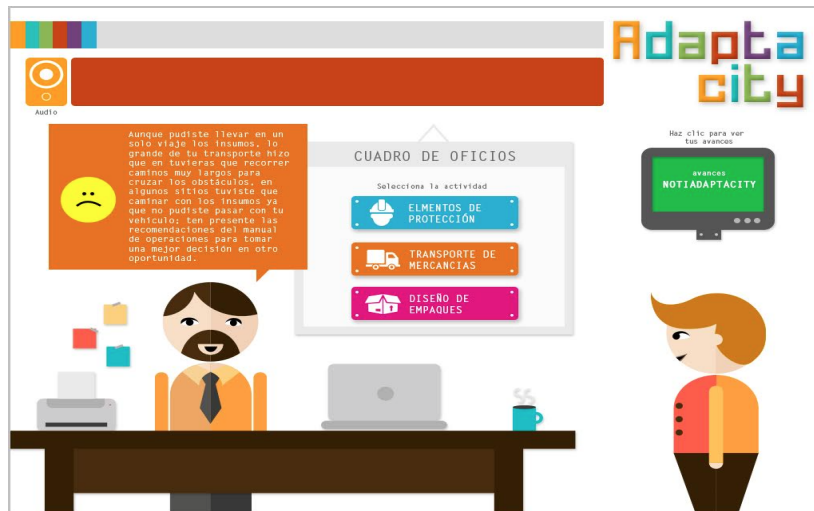 Adapta
city
Audio
Aunque pudiste llevar en un
solo viaje los insumos, lo
grande de tu transporte hizo
que en tuvieras que recorrer
caminos muy largos para
cruzar los obstáculos, en
algunos sitios tuviste que
caminar con los insumos ya
que no pudiste pasar con tu
vehículo; ten presente las
recomendaciones del manual
de operaciones para tomar
una mejor decisión en otro
oportunidad.
CUADRO DE OFICIOS
Selecciona la actividad
ELMENTOS DE
PROTECCIÓN
TRANSPORTE DE
MERCANCIAS
DISEÑO DE
EMPAQUES
Haz clic para ver
tus avances
avances
NOTIADAPTACITY